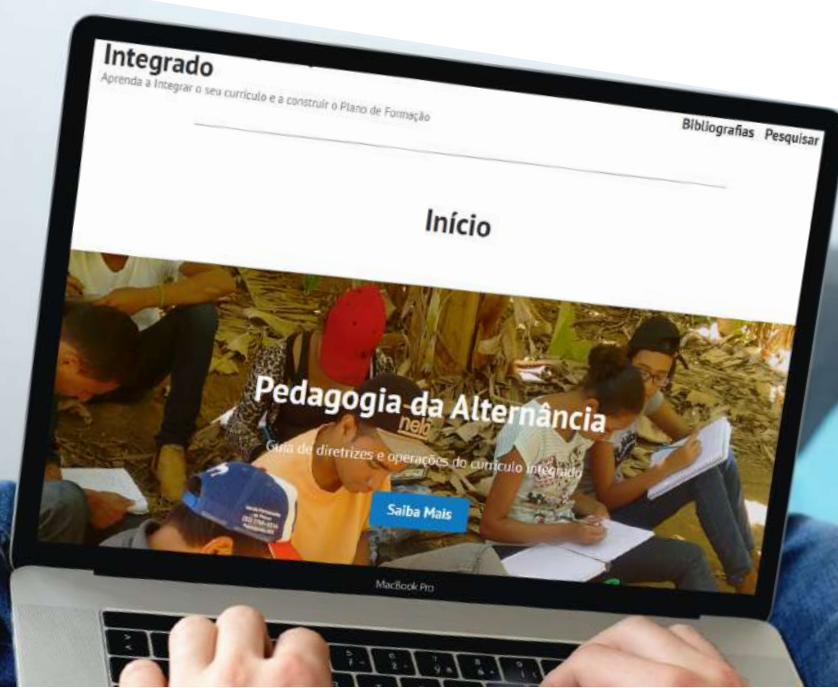 Integrado
Aprenda a Integrar o seu currículo e a construir o Plano de Formação
Bibliografias Pesquisar
Início
Pedagogia da Alternância
Guia de diretrizes e operações do currículo integrado
Saiba Mais
MacBook Pro